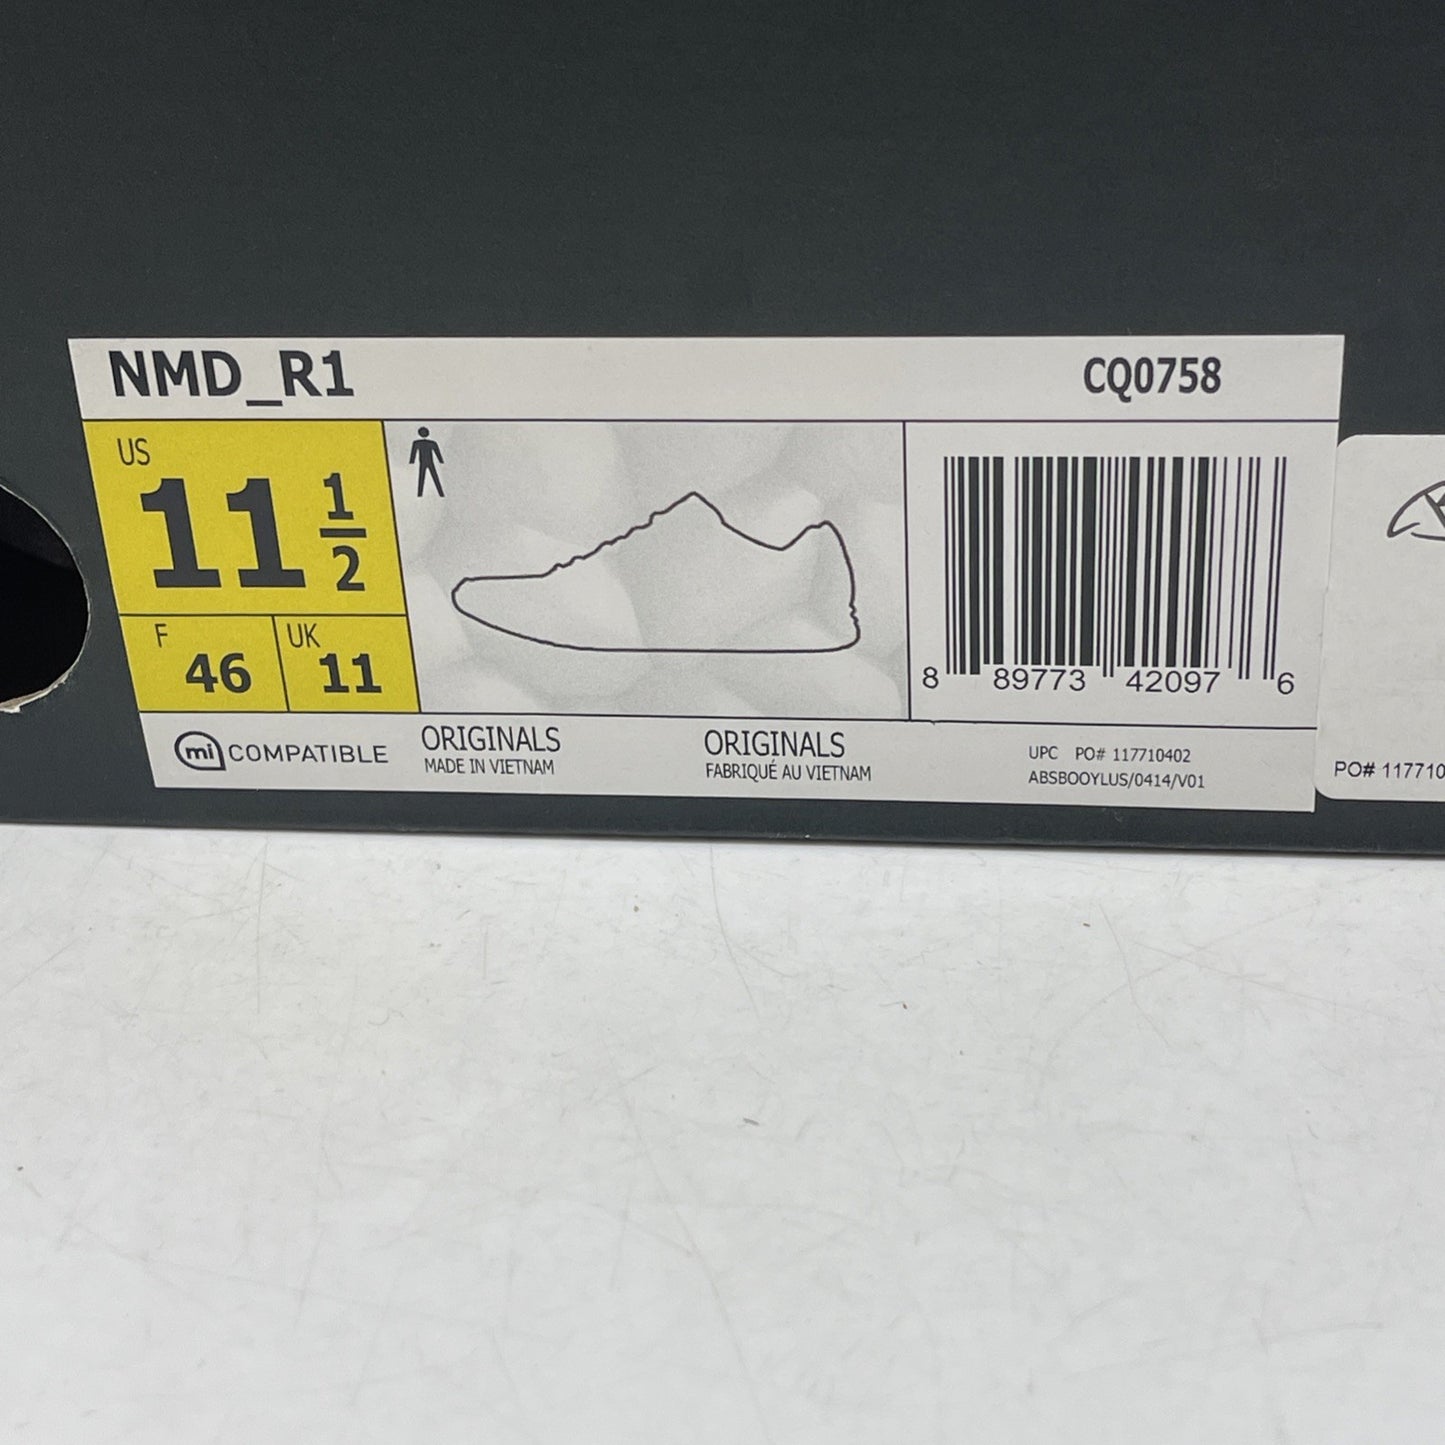 NMD_R1 CQ0758
US
11 1/2
F 46 UK 11
8 89773 42097 6
mi COMPATIBLE
ORIGINALS
MADE IN VIETNAM
ORIGINALS
FABRIQUÉ AU VIETNAM
UPC PO# 117710402
ABSBOOYLUS/0414/V01
PO# 117710